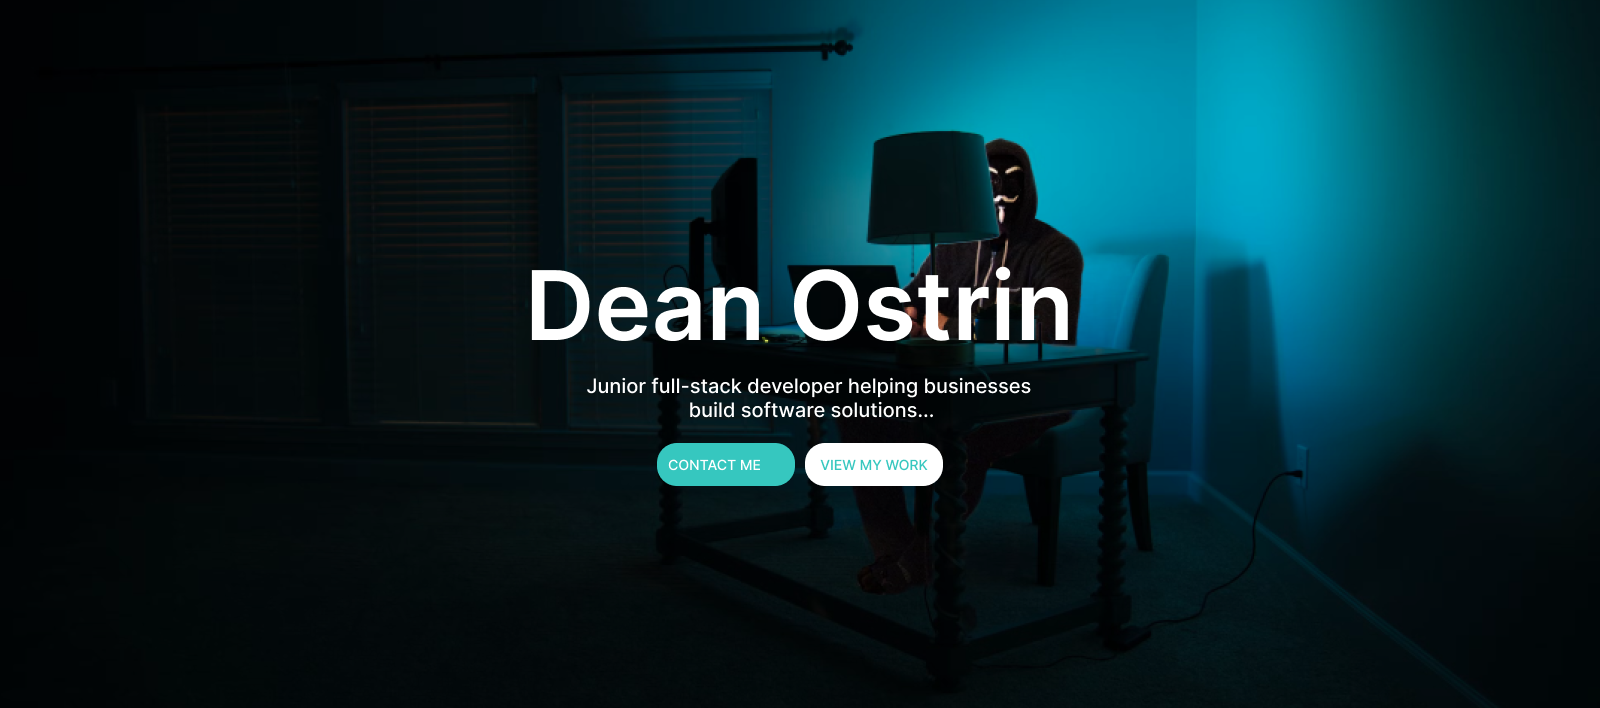 Dean Ostrin
Junior full-stack developer helping businesses
build software solutions...
CONTACT ME
VIEW MY WORK